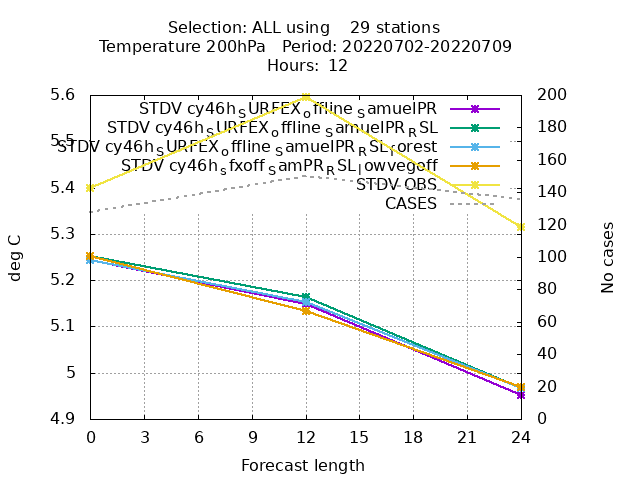 Selection: ALL using    29 stations
Temperature 200hPa   Period: 20220702-20220709
Hours: 12
5.6
5.5
5.4
5.3
5.2
5.1
5
4.9
deg C
STDV cy46h_SURFEX_offline_SamuelPR
STDV cy46h_SURFEX_offline_SamuelPR_RSL
STDV cy46h_SURFEX_offline_SamuelPR_RSL_lorest
STDV cy46h_sfxoff_SamPR_RSL_lowvegoff
STDV OBS
CASES
200
180
160
140
120
100
80
60
40
20
0
No cases
0 3 6 9 12 15 18 21 24
Forecast length